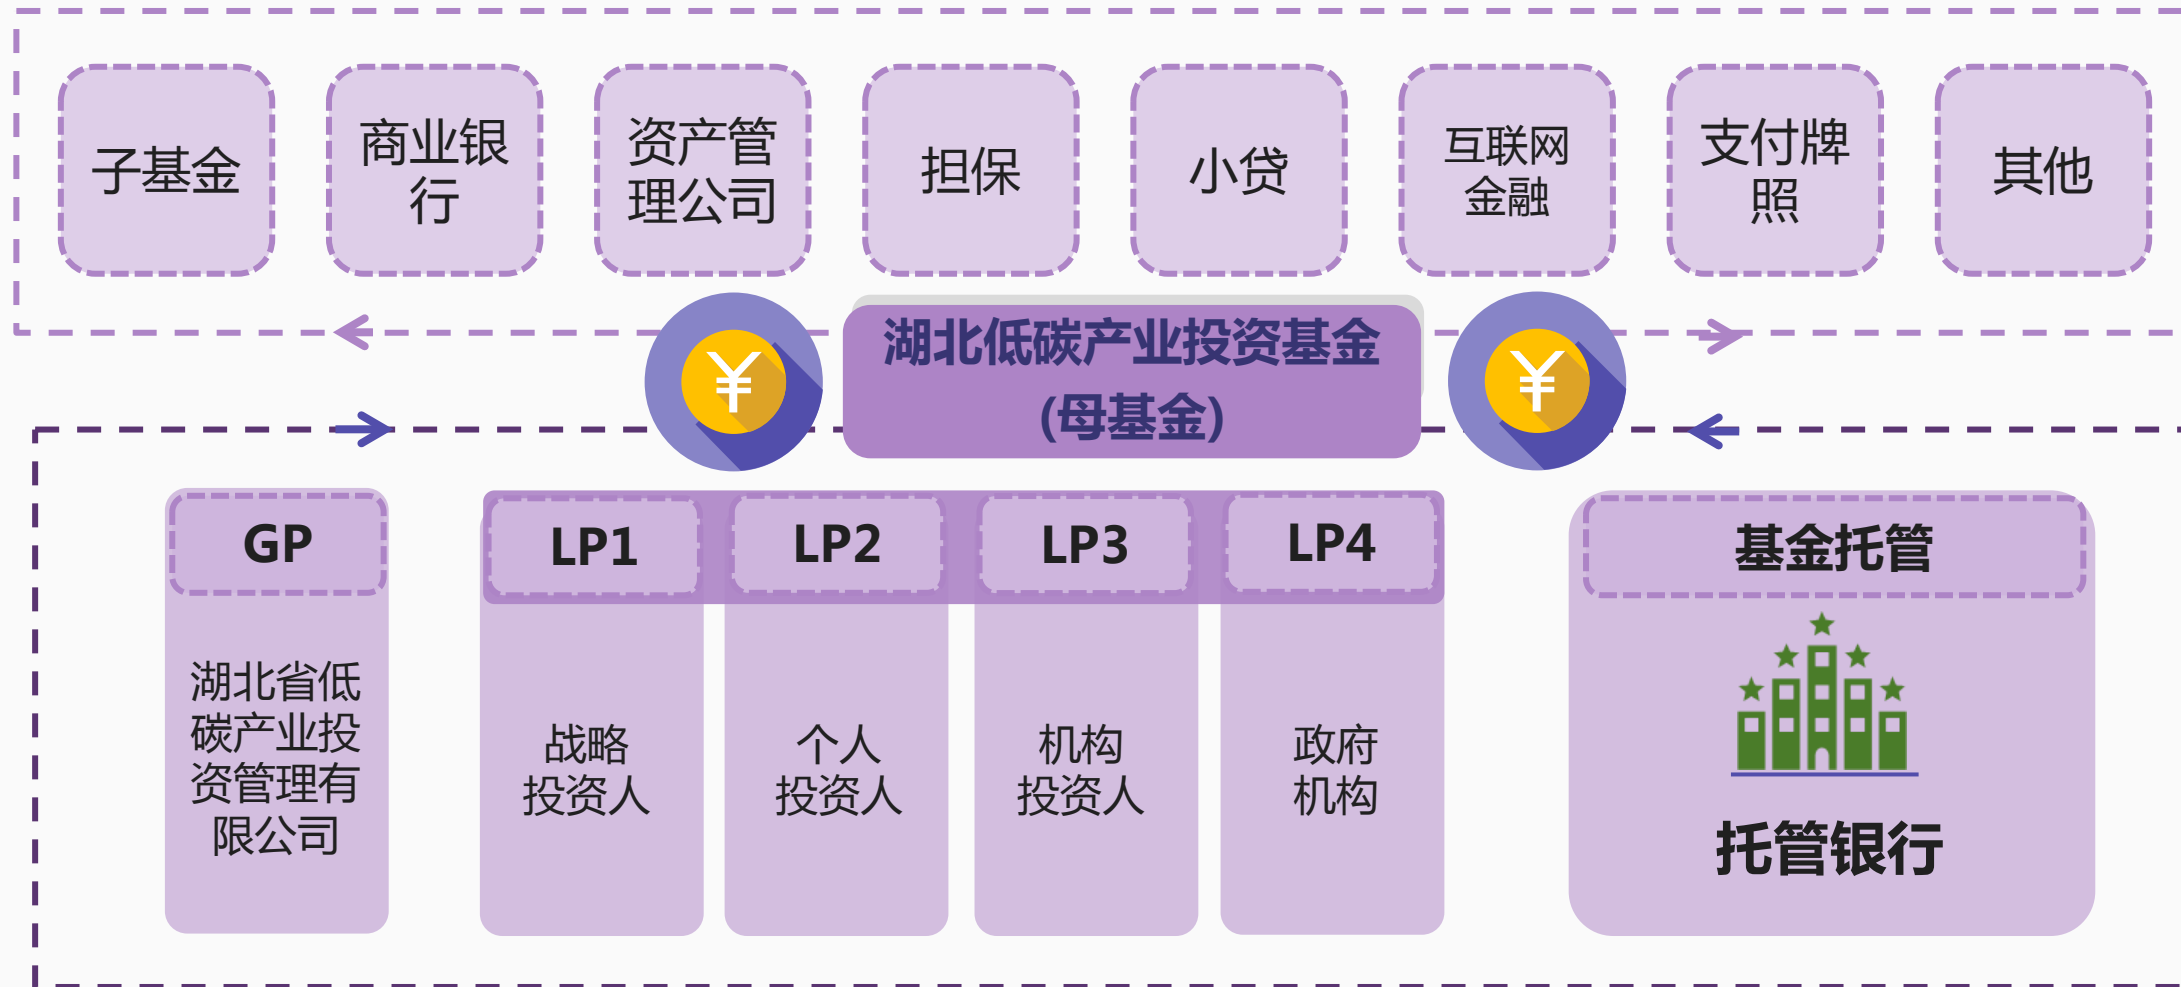 子基金
商业银
行
资产管
理公司
担保
小贷
互联网
金融
支付牌
照
其他
湖北低碳产业投资基金
(母基金)
GP
湖北省低
碳产业投
资管理有
限公司
LP1
战略
投资人
LP2
个人
投资人
LP3
机构
投资人
LP4
政府
机构
基金托管
托管银行